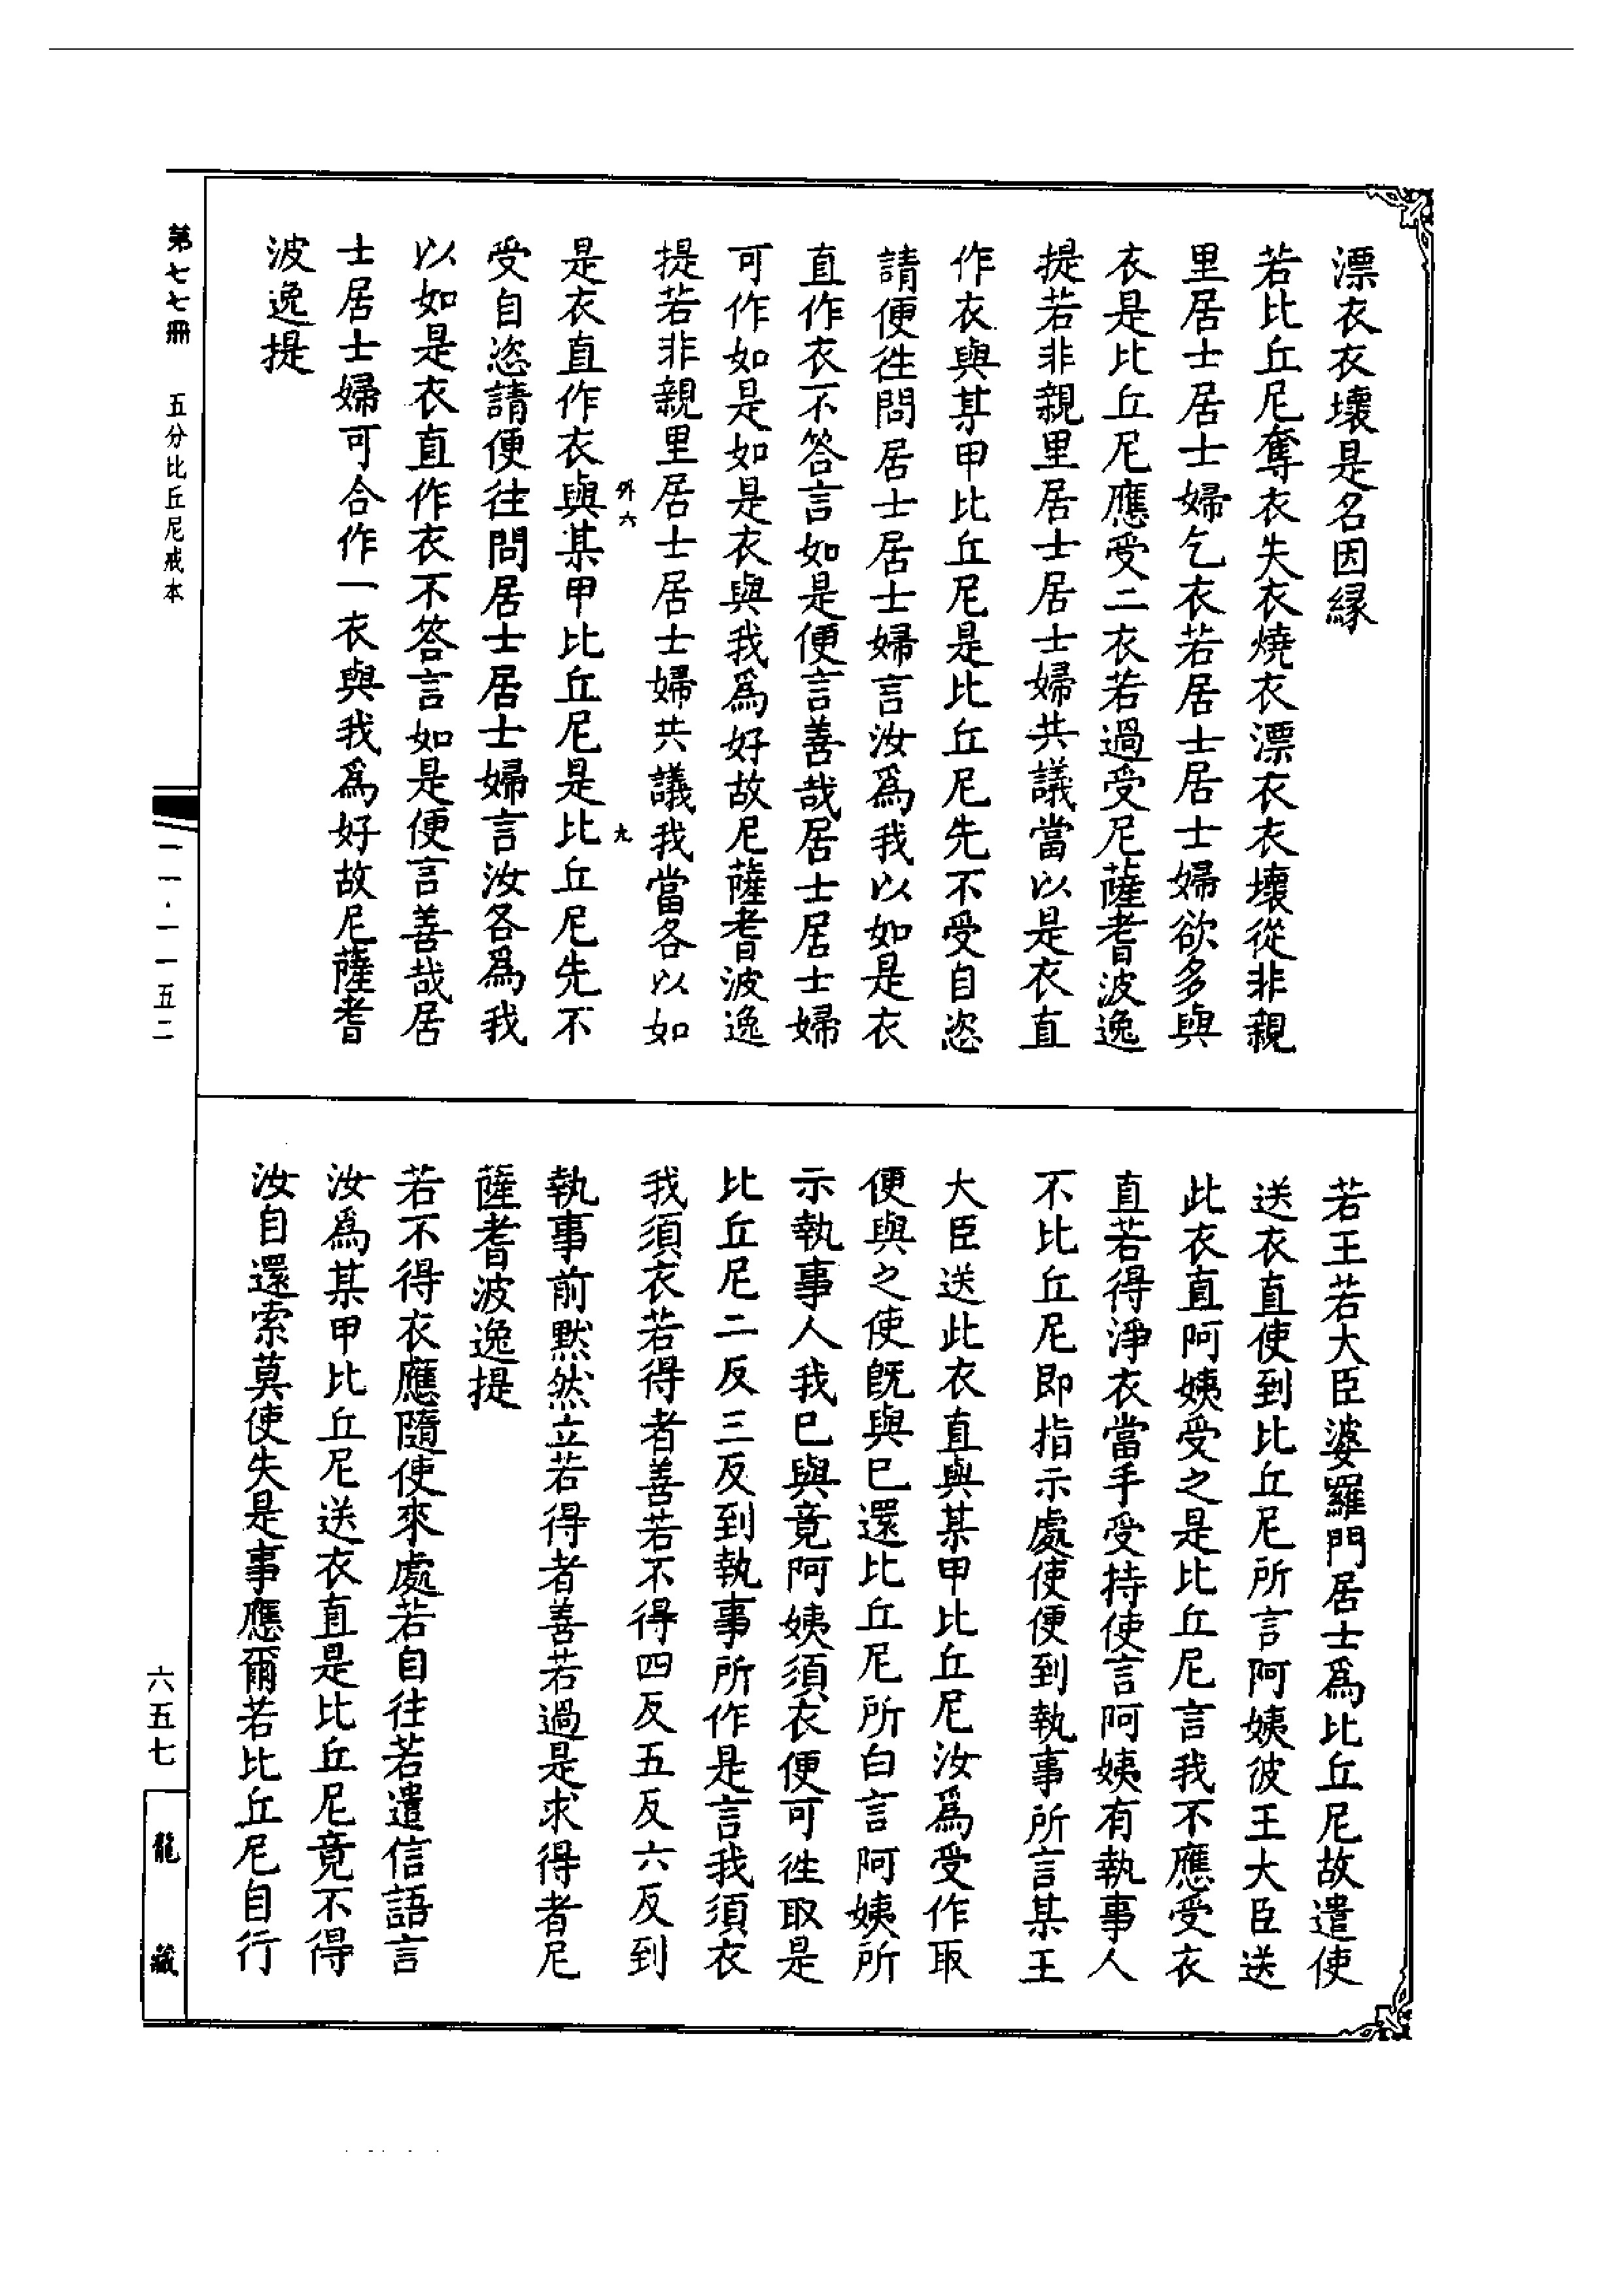 漂衣衣壞是名因緣
若比丘尼奪衣失衣燒衣漂衣衣壞從非親
里居士居士婦乞衣若居士居士婦欲多與
衣是比丘尼應受二衣若過受尼薩耆波逸
提若非親里居士居士婦共議當以是衣直
作衣與某甲比丘尼是比丘尼先不受自恣
請便往問居士居士婦言汝爲我以如是衣
直作衣不答言如是便言善哉居士居士婦
可作如是如是衣與我爲好故尼薩耆波逸
提若非親里居士居士婦共議我當各以如
外六
九
是衣直作衣與某甲比丘尼是比丘尼先不
受自恣請便往問居士居士婦言汝各爲我
以如是衣直作衣不答言如是便言善哉居
士居士婦可合作一衣與我爲好故尼薩耆
波逸提
若王若大臣婆羅門居士爲比丘尼故遣使
送衣直使到比丘尼所言阿姨彼王大臣送
此衣直阿姨受之是比丘尼言我不應受衣
直若得淨衣當手受持使言阿姨有執事人
不比丘尼即指示處使便到執事所言某王
大臣送此衣直與某甲比丘尼汝爲受作取
便與之使既與已還比丘尼所白言阿姨所
示執事人我已與竟阿姨須衣便可往取是
比丘尼二反三反到執事所作是言我須衣
我須衣若得者善若不得四反五反六反到
執事前默然立若得者善若過是求得者尼
薩耆波逸提
若不得衣應隨使來處若自往若遣信語言
汝爲某甲比丘尼送衣直是比丘尼竟不得
汝自還索莫使失是事應爾若比丘尼自行
第七七冊 五分比丘尼戒本
一一·一一五二
六五七
龍藏